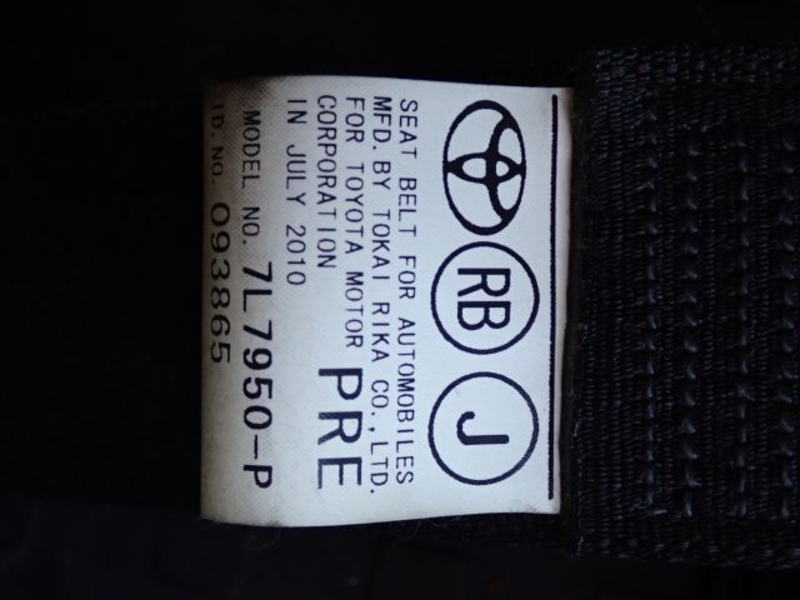 RB J
SEAT BELT FOR AUTOMOBILES
MFD. BY TOKAI RIKA CO., LTD.
FOR TOYOTA MOTOR
CORPORATION PRE
IN JULY 2010
MODEL NO. 7L7950-P
ID. NO. 093865